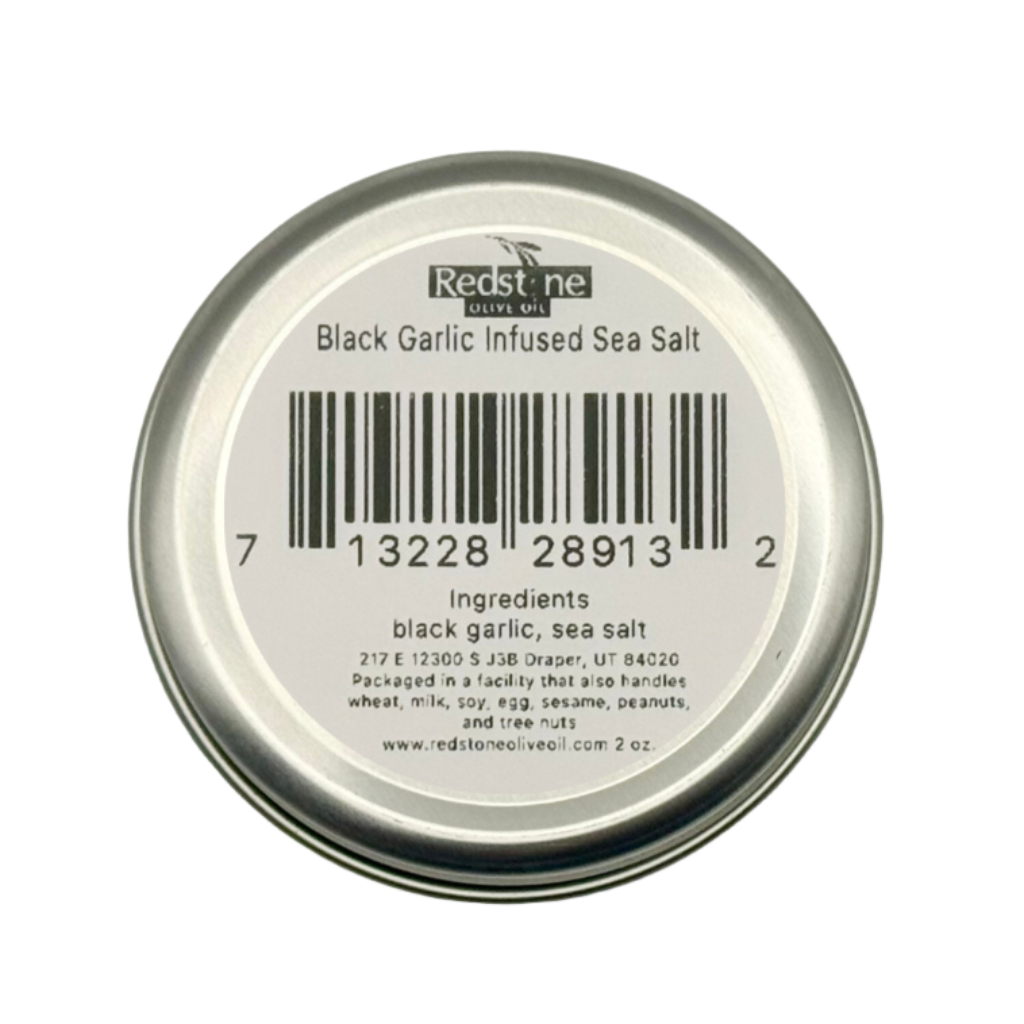 Redstone
OLIVE OIL
Black Garlic Infused Sea Salt
7 13228 28913 2
Ingredients
black garlic, sea salt
217 E 12300 S J3B Draper, UT 84020
Packaged in a facility that also handles
wheat, milk, soy, egg, sesame, peanuts,
and tree nuts
www.redstoneoliveoil.com 2 oz.